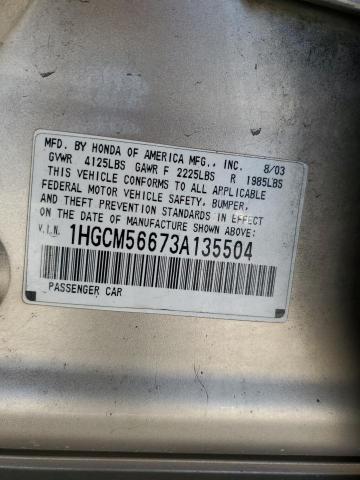 MFD. BY HONDA OF AMERICA MFG., INC. 8/03
GVWR 4125LBS GAWR F 2225LBS R 1985LBS
THIS VEHICLE CONFORMS TO ALL APPLICABLE
FEDERAL MOTOR VEHICLE SAFETY, BUMPER,
AND THEFT PREVENTION STANDARDS IN EFFECT
ON THE DATE OF MANUFACTURE SHOWN ABOVE:
V.I.N. 1HGCM56673A135504
PASSENGER CAR